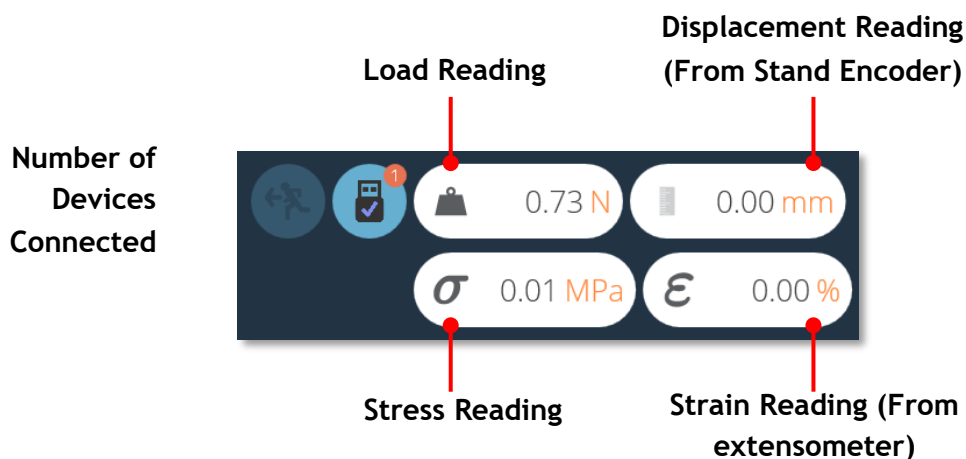 Displacement Reading
(From Stand Encoder)
Load Reading
Number of
Devices
Connected
1
0.73 N
0.00 mm
σ 0.01 MPa
ε 0.00 %
Stress Reading
Strain Reading (From
extensometer)